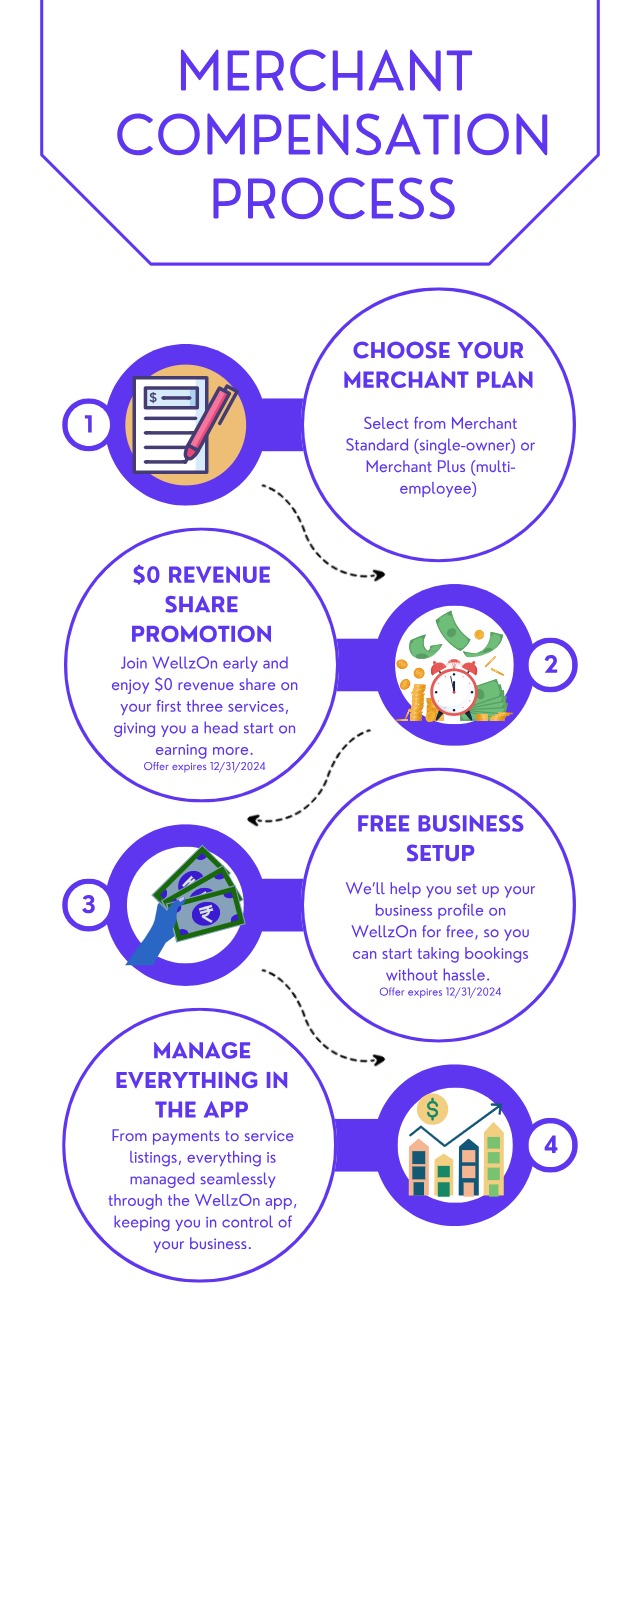 MERCHANT
COMPENSATION
PROCESS
1
CHOOSE YOUR
MERCHANT PLAN
Select from Merchant
Standard (single-owner) or
Merchant Plus (multi-
employee)
$
$0 REVENUE
SHARE
PROMOTION
Join WellzOn early and
enjoy $0 revenue share on
your first three services,
giving you a head start on
earning more.
Offer expires 12/31/2024
2
3
₹
₹
FREE BUSINESS
SETUP
We'll help you set up your
business profile on
WellzOn for free, so you
can start taking bookings
without hassle.
Offer expires 12/31/2024
MANAGE
EVERYTHING IN
THE APP
From payments to service
listings, everything is
managed seamlessly
through the WellzOn app,
keeping you in control of
your business.
$
4